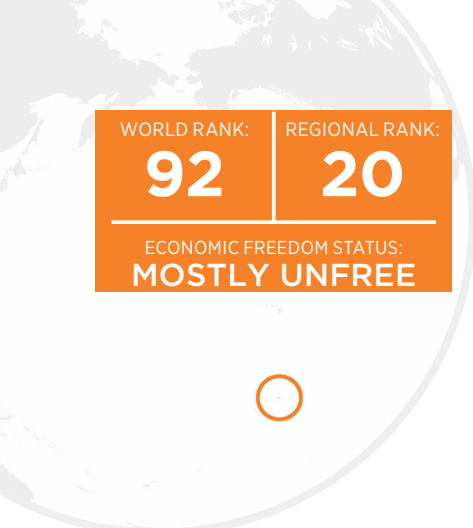 WORLD RANK:
92
REGIONAL RANK:
20
ECONOMIC FREEDOM STATUS:
MOSTLY UNFREE